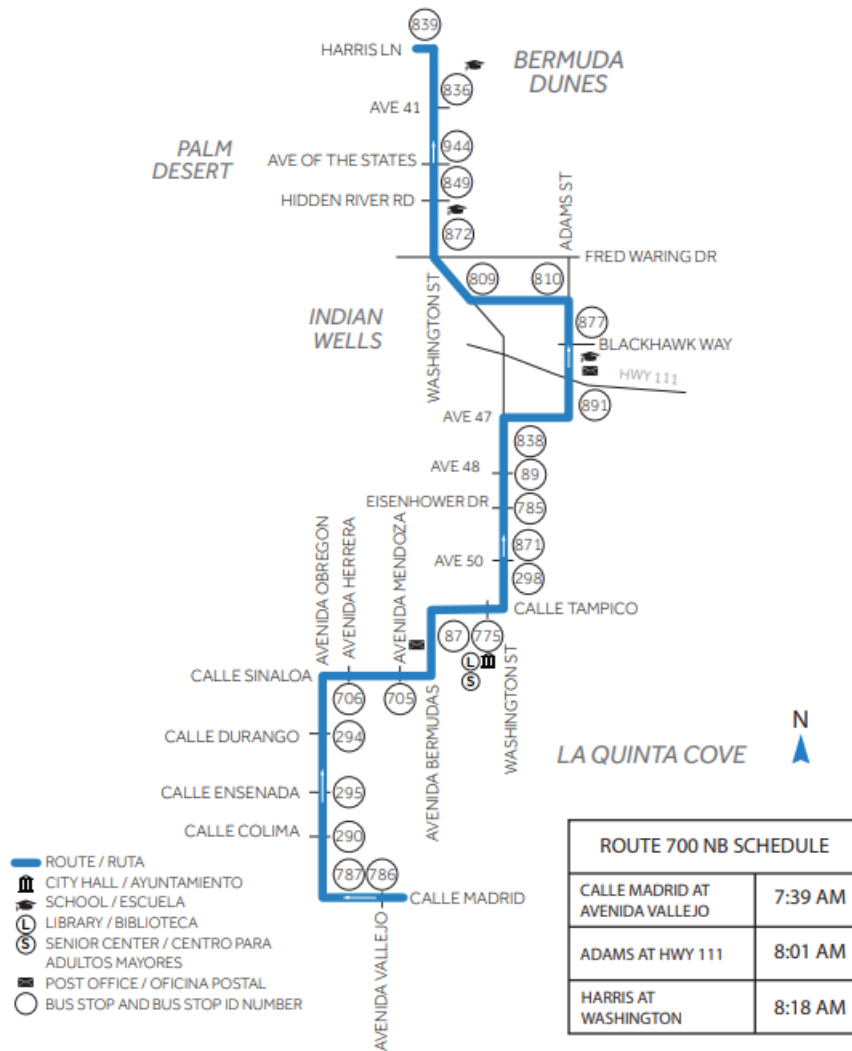 839
HARRIS LN
BERMUDA
DUNES
836
AVE 41
PALM
DESERT
944
AVE OF THE STATES
849
HIDDEN RIVER RD
872
ADAMS ST
FRED WARING DR
809
810
WASHINGTON ST
INDIAN
WELLS
877
BLACKHAWK WAY
HWY 111
891
AVE 47
838
AVE 48
89
EISENHOWER DR
785
871
AVE 50
298
AVENIDA OBREGON
AVENIDA HERRERA
AVENIDA MENDOZA
CALLE TAMPICO
87
775
L
S
WASHINGTON ST
AVENIDA BERMUDAS
CALLE SINALOA
706
705
CALLE DURANGO
294
LA QUINTA COVE
N
CALLE ENSENADA
295
CALLE COLIMA
290
787
786
CALLE MADRID
AVENIDA VALLEJO
ROUTE / RUTA
CITY HALL / AYUNTAMIENTO
SCHOOL / ESCUELA
L LIBRARY / BIBLIOTECA
S SENIOR CENTER / CENTRO PARA
ADULTOS MAYORES
POST OFFICE / OFICINA POSTAL
BUS STOP AND BUS STOP ID NUMBER
ROUTE 700 NB SCHEDULE
CALLE MADRID AT
AVENIDA VALLEJO
7:39 AM
ADAMS AT HWY 111
8:01 AM
HARRIS AT
WASHINGTON
8:18 AM